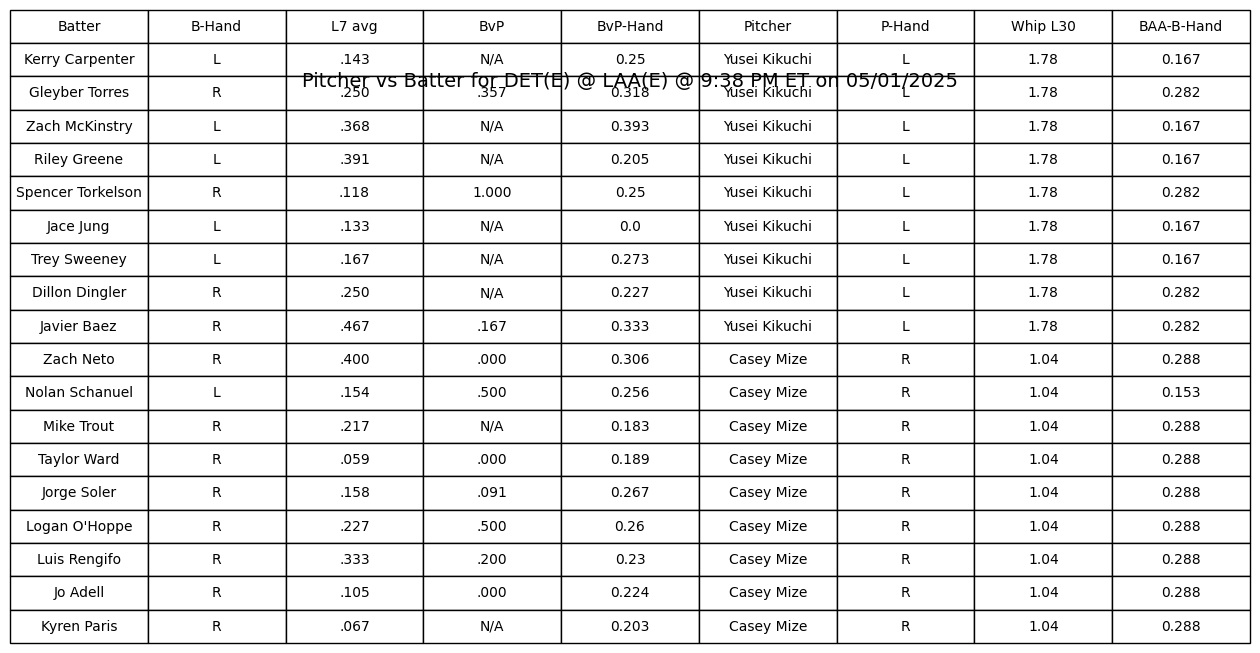 Batter B-Hand L7 avg BvP BvP-Hand Pitcher P-Hand Whip L30 BAA-B-Hand
Kerry Carpenter L .143 N/A 0.25 Yusei Kikuchi L 1.78 0.167
Pitcher vs Batter for DET(E) @ LAA(E) @ 9:38 PM ET on 05/01/2025
Gleyber Torres R .250 .357 0.318 Yusei Kikuchi L 1.78 0.282
Zach McKinstry L .368 N/A 0.393 Yusei Kikuchi L 1.78 0.167
Riley Greene L .391 N/A 0.205 Yusei Kikuchi L 1.78 0.167
Spencer Torkelson R .118 1.000 0.25 Yusei Kikuchi L 1.78 0.282
Jace Jung L .133 N/A 0.0 Yusei Kikuchi L 1.78 0.167
Trey Sweeney L .167 N/A 0.273 Yusei Kikuchi L 1.78 0.167
Dillon Dingler R .250 N/A 0.227 Yusei Kikuchi L 1.78 0.282
Javier Baez R .467 .167 0.333 Yusei Kikuchi L 1.78 0.282
Zach Neto R .400 .000 0.306 Casey Mize R 1.04 0.288
Nolan Schanuel L .154 .500 0.256 Casey Mize R 1.04 0.153
Mike Trout R .217 N/A 0.183 Casey Mize R 1.04 0.288
Taylor Ward R .059 .000 0.189 Casey Mize R 1.04 0.288
Jorge Soler R .158 .091 0.267 Casey Mize R 1.04 0.288
Logan O'Hoppe R .227 .500 0.26 Casey Mize R 1.04 0.288
Luis Rengifo R .333 .200 0.23 Casey Mize R 1.04 0.288
Jo Adell R .105 .000 0.224 Casey Mize R 1.04 0.288
Kyren Paris R .067 N/A 0.203 Casey Mize R 1.04 0.288